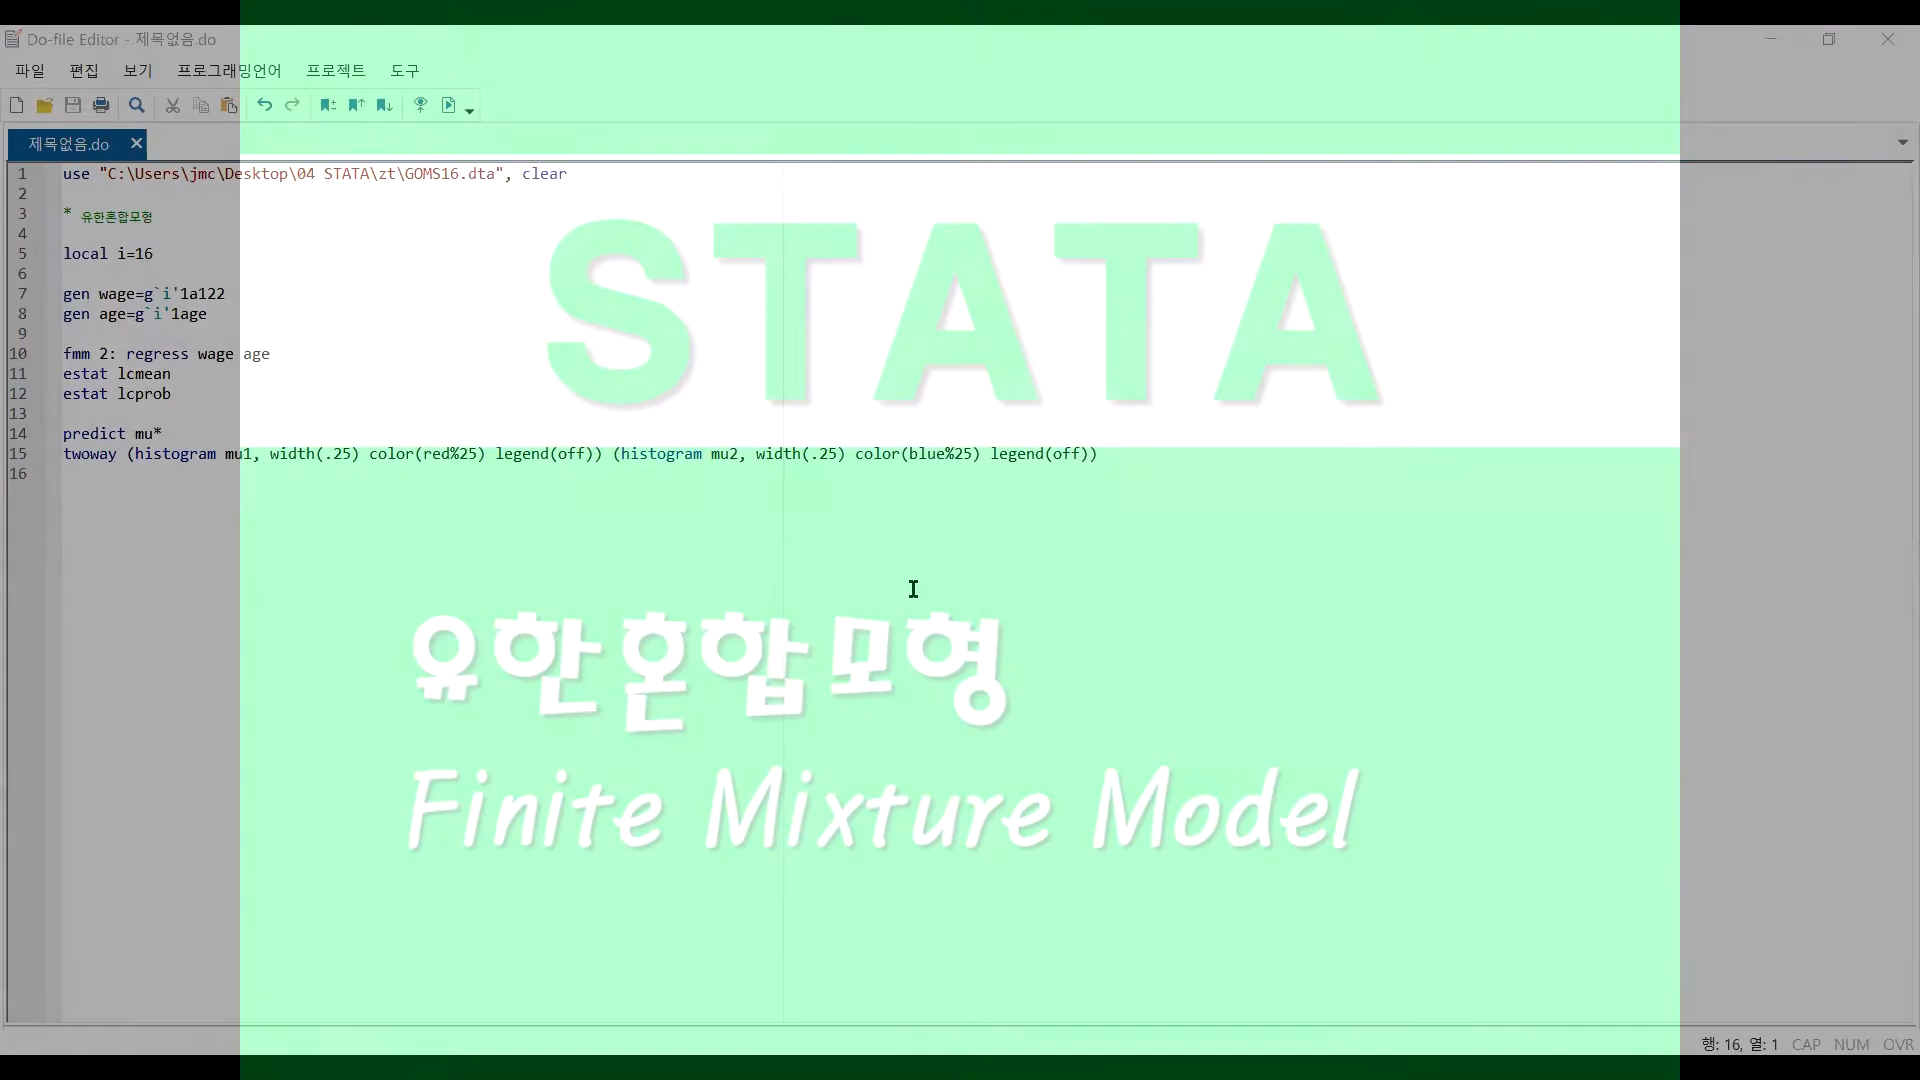 Do-file Editor - 제목없음.do
파일 편집 보기 프로그래밍언어 프로젝트 도구
제목없음.do
1 use "C:\Users\jmc\Desktop\04 STATA\zt\GOMS16.dta", clear
2
3 * 유한혼합모형
4
5 local i=16
6
7 gen wage=g`i'1a122
8 gen age=g`i'1age
9
10 fmm 2: regress wage age
11 estat lcmean
12 estat lcprob
13
14 predict mu*
15 twoway (histogram mu1, width(.25) color(red%25) legend(off)) (histogram mu2, width(.25) color(blue%25) legend(off))
16
STATA
유한혼합모형
Finite Mixture Model
행: 16, 열: 1 CAP NUM OVR